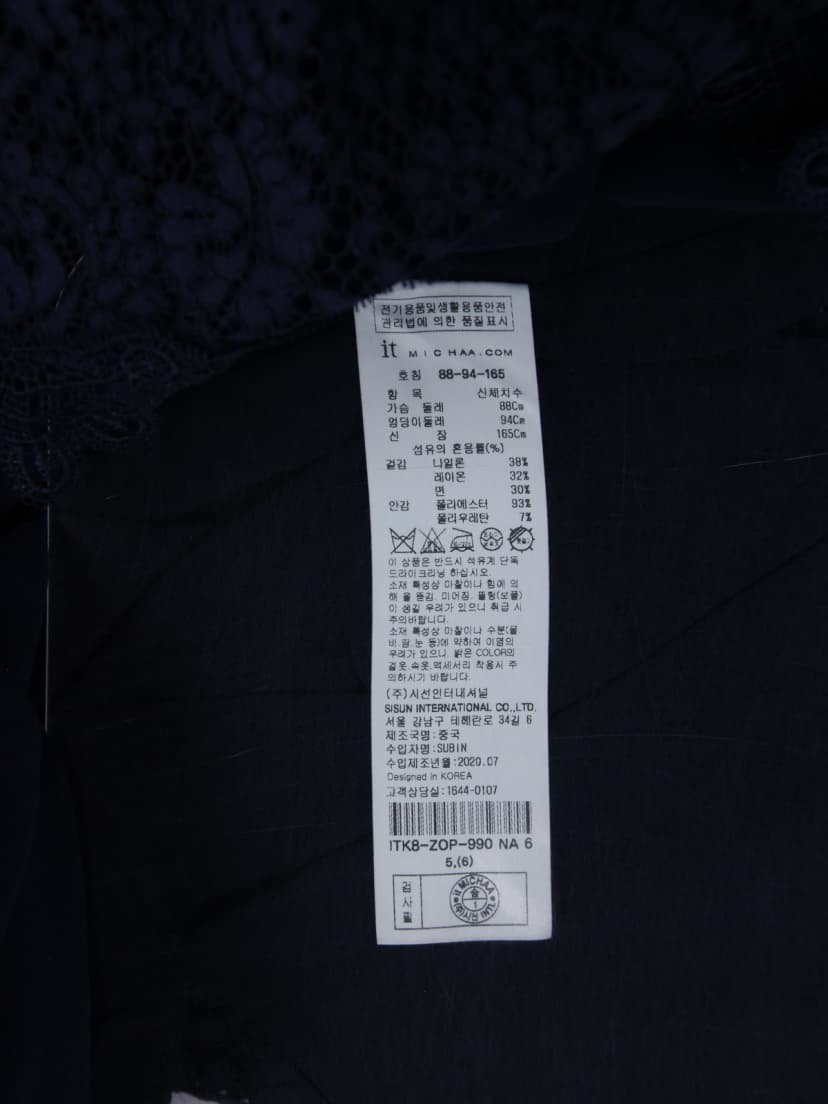 전기용품및생활용품안전
관리법에 의한 품질표시
it MICHAA.COM
호칭 88-94-165
항 목 신체치수
가슴 둘레 88Cm
엉덩이둘레 94Cm
신 장 165Cm
섬유의 혼용률(%)
겉감 나일론 38%
레이온 32%
면 30%
안감 폴리에스터 93%
폴리우레탄 7%
이 상품은 반드시 석유계 단독
드라이크리닝 하십시오.
소재 특성상 마찰이나 힘에 의
해 올 뜯김, 미어짐, 필링(보풀)
이 생길 우려가 있으니 취급 시
주의바랍니다.
소재 특성상 마찰이나 수분(물,
비,땀,눈 등)에 약하여 이염의
우려가 있으니 밝은 COLOR의
겉옷,속옷,액세서리 착용시 주
의하시기 바랍니다.
(주)시선인터내셔널
SISUN INTERNATIONAL CO.,LTD.
서울 강남구 테헤란로 34길 6
제조국명:중국
수입자명:SUBIN
수입제조년월:2020.07
Designed in KOREA
고객상담실:1644-0107
ITK8-ZOP-990 NA 6
5,(6)
검사필
it MICHAA
1
(주)시선 INTL